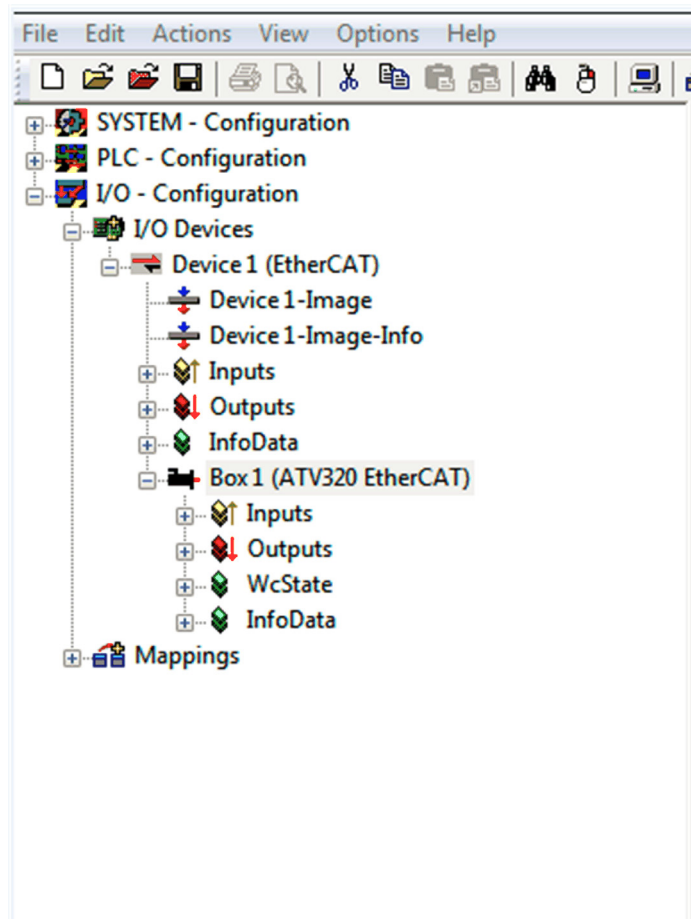 File Edit Actions View Options Help
SYSTEM - Configuration
PLC - Configuration
I/O - Configuration
I/O Devices
Device 1 (EtherCAT)
Device 1-Image
Device 1-Image-Info
Inputs
Outputs
InfoData
Box 1 (ATV320 EtherCAT)
Inputs
Outputs
WcState
InfoData
Mappings